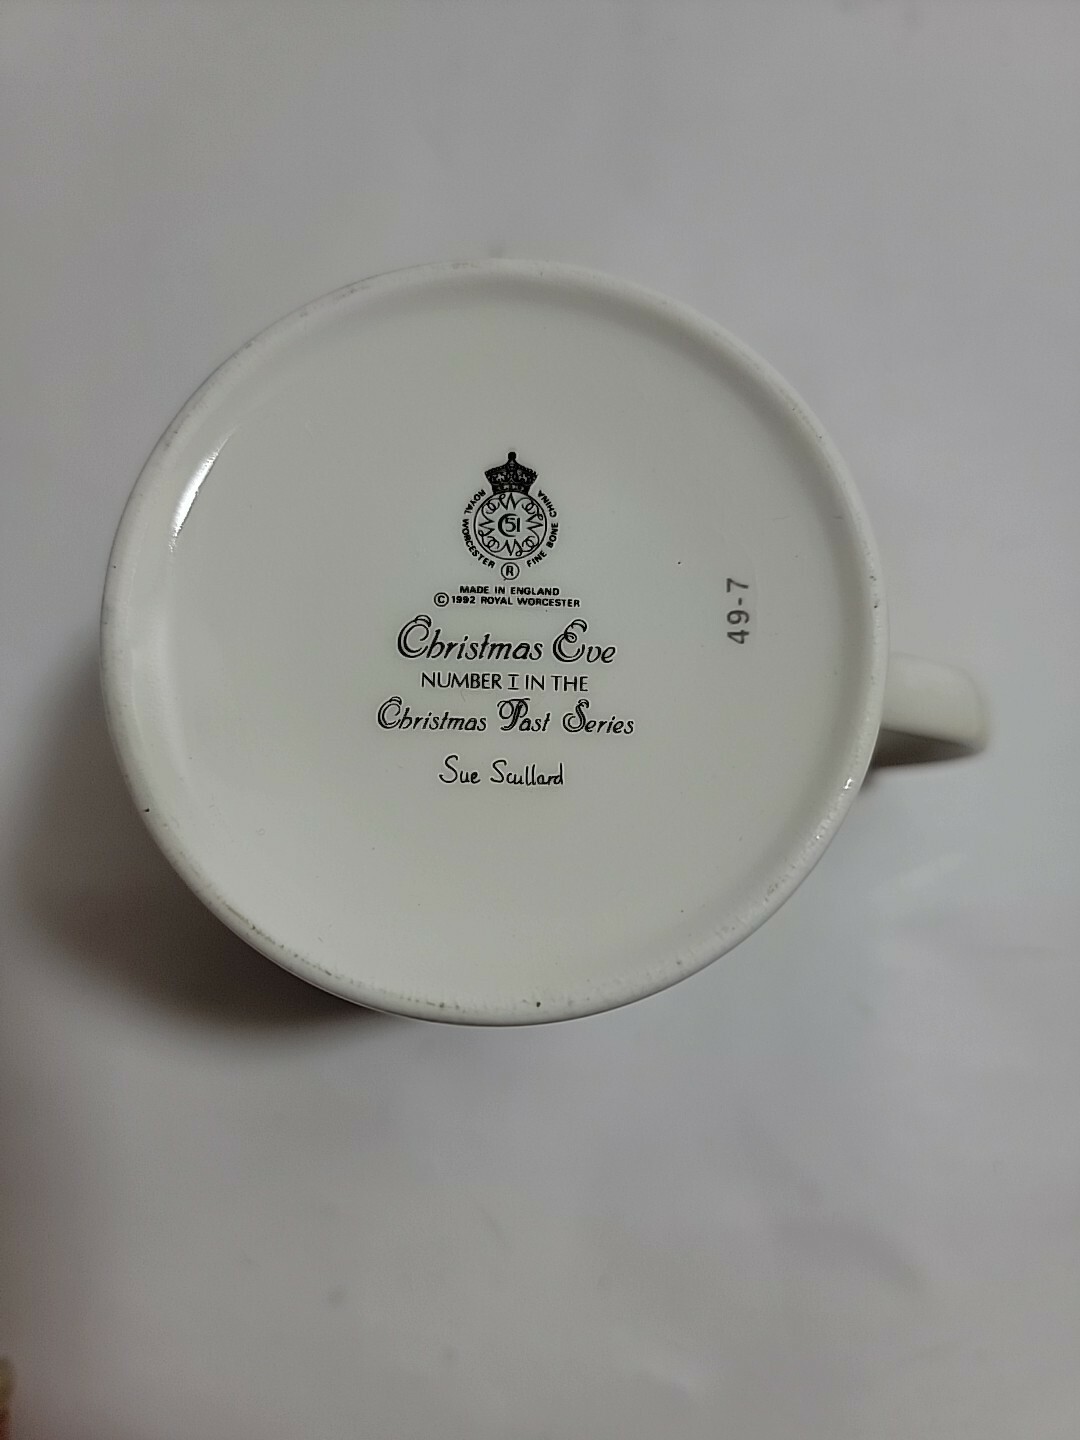 ROYAL WORCESTER FINE BONE CHINA
51
®
MADE IN ENGLAND
© 1992 ROYAL WORCESTER
Christmas Eve
NUMBER I IN THE
Christmas Past Series
Sue Scullard
49-7